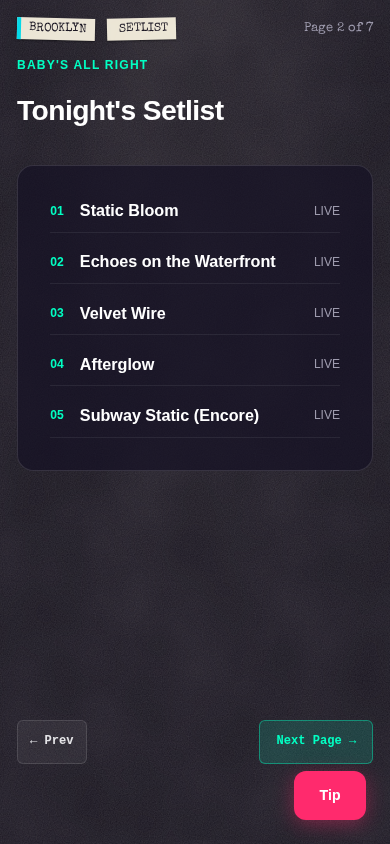 BROOKLYN SETLIST Page 2 of 7
BABY'S ALL RIGHT
Tonight's Setlist
01 Static Bloom LIVE
02 Echoes on the Waterfront LIVE
03 Velvet Wire LIVE
04 Afterglow LIVE
05 Subway Static (Encore) LIVE
← Prev Next Page →
Tip